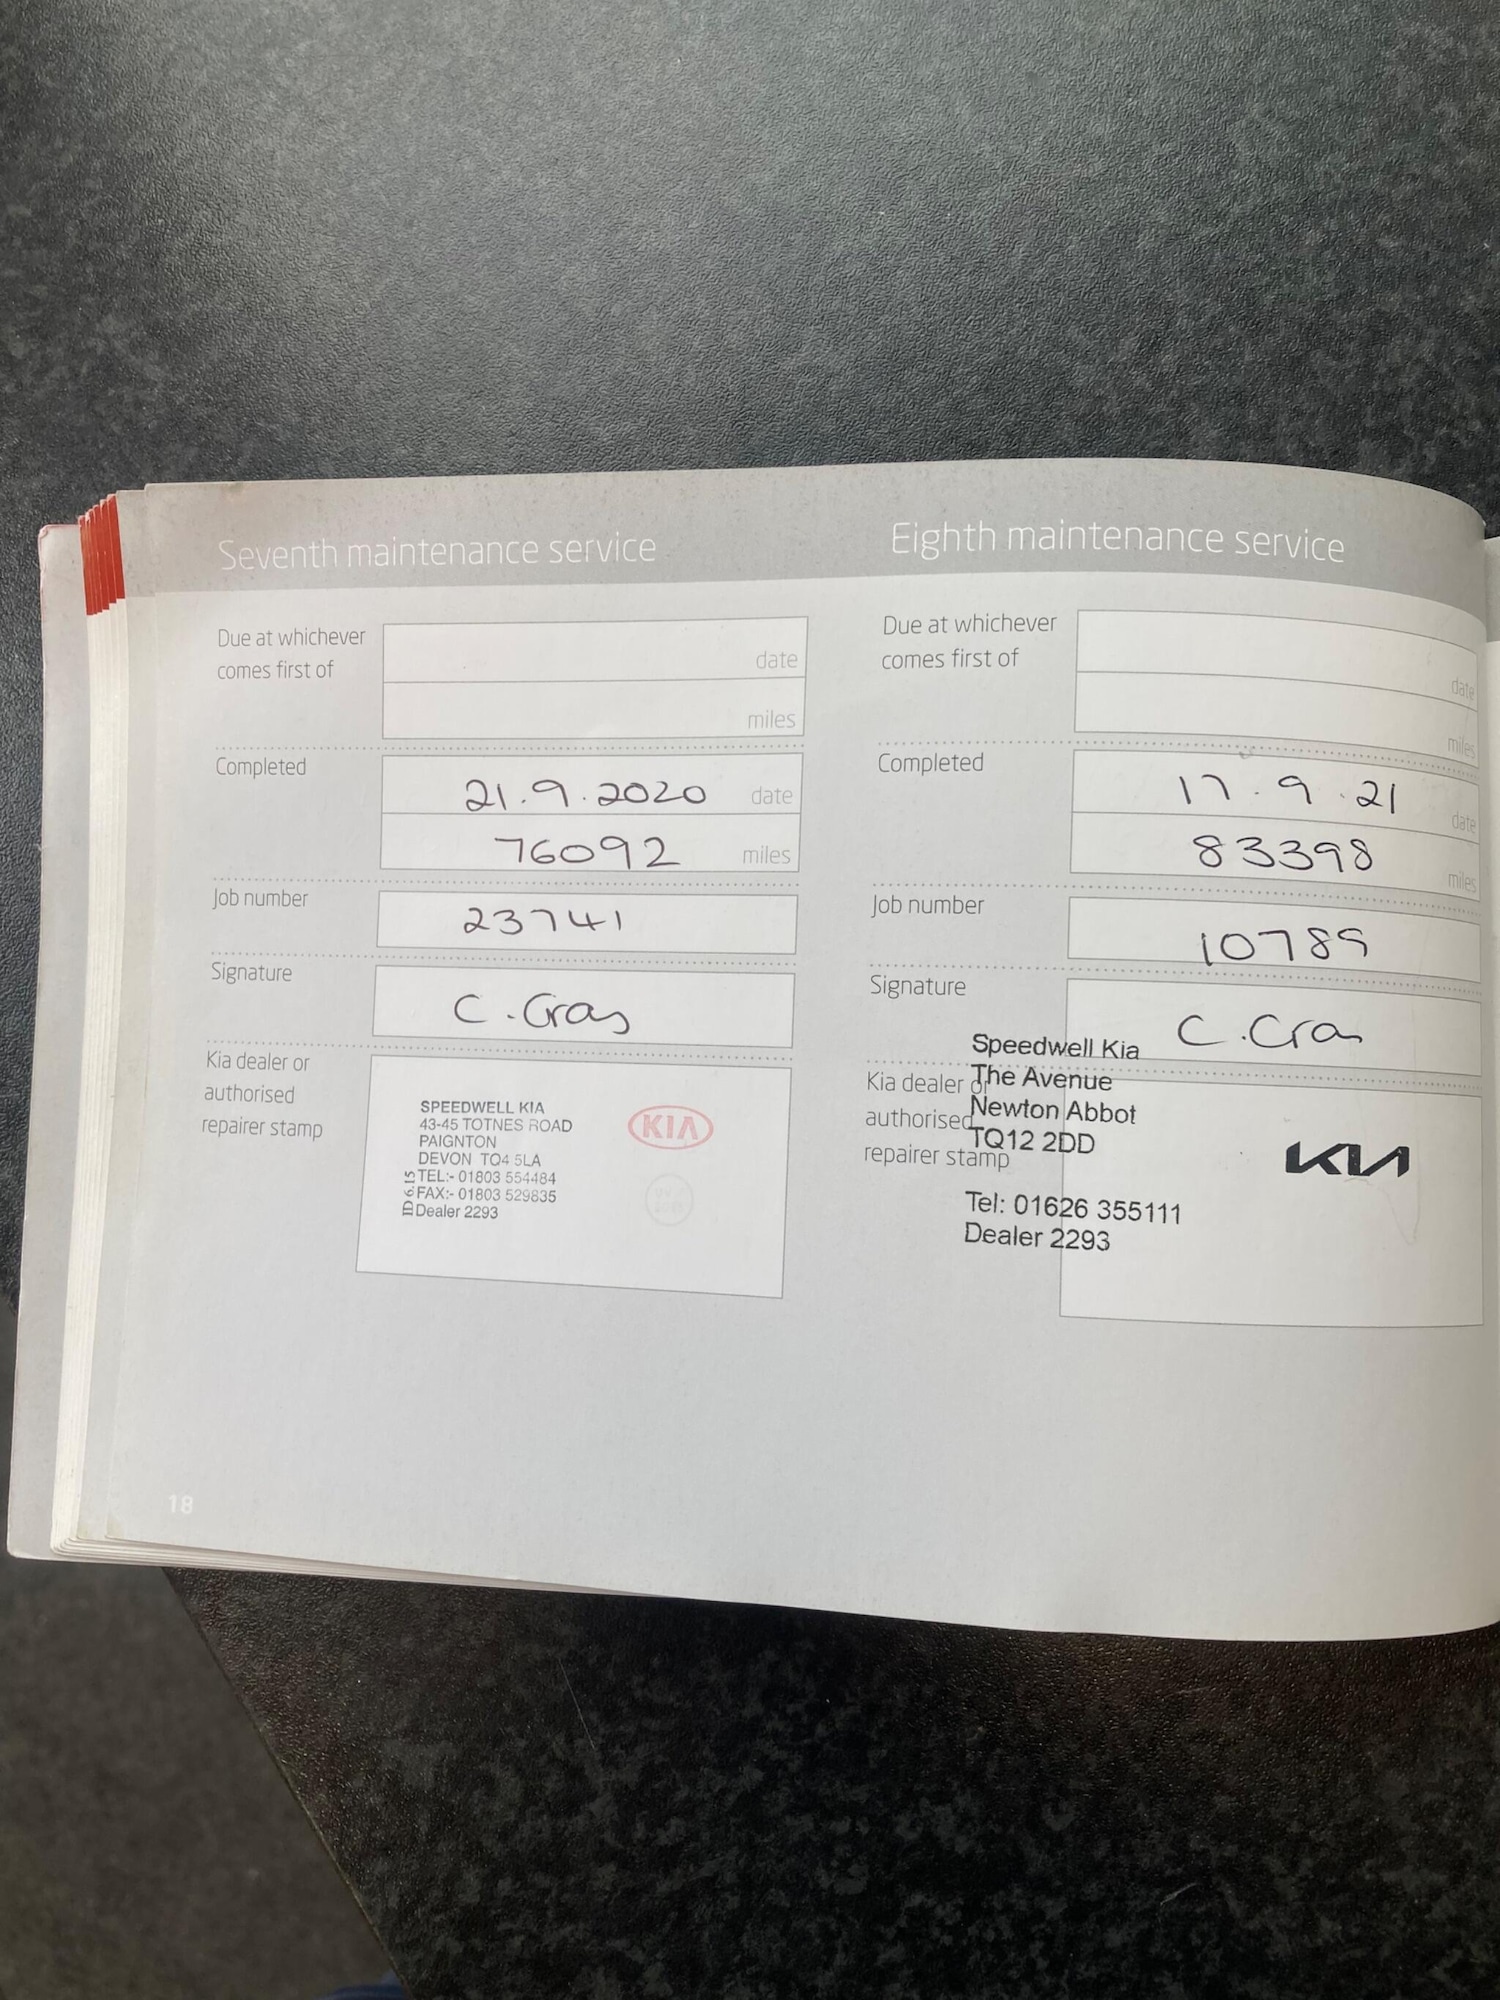 Seventh maintenance service
Due at whichever
comes first of
date
miles
Completed
21.9.2020 date
76092 miles
Job number
23741
Signature
C. Gray
Kia dealer or
authorised
repairer stamp
SPEEDWELL KIA
43-45 TOTNES ROAD
PAIGNTON
DEVON TQ4 5LA
TEL:- 01803 554484
FAX:- 01803 529835
Dealer 2293
ID 6.15
KIA
Eighth maintenance service
Due at whichever
comes first of
date
miles
Completed
17.9.21 date
83398 miles
Job number
10789
Signature
Kia dealer or
authorised
repairer stamp
Speedwell Kia
The Avenue
Newton Abbot
TQ12 2DD
Tel: 01626 355111
Dealer 2293
KIA
18